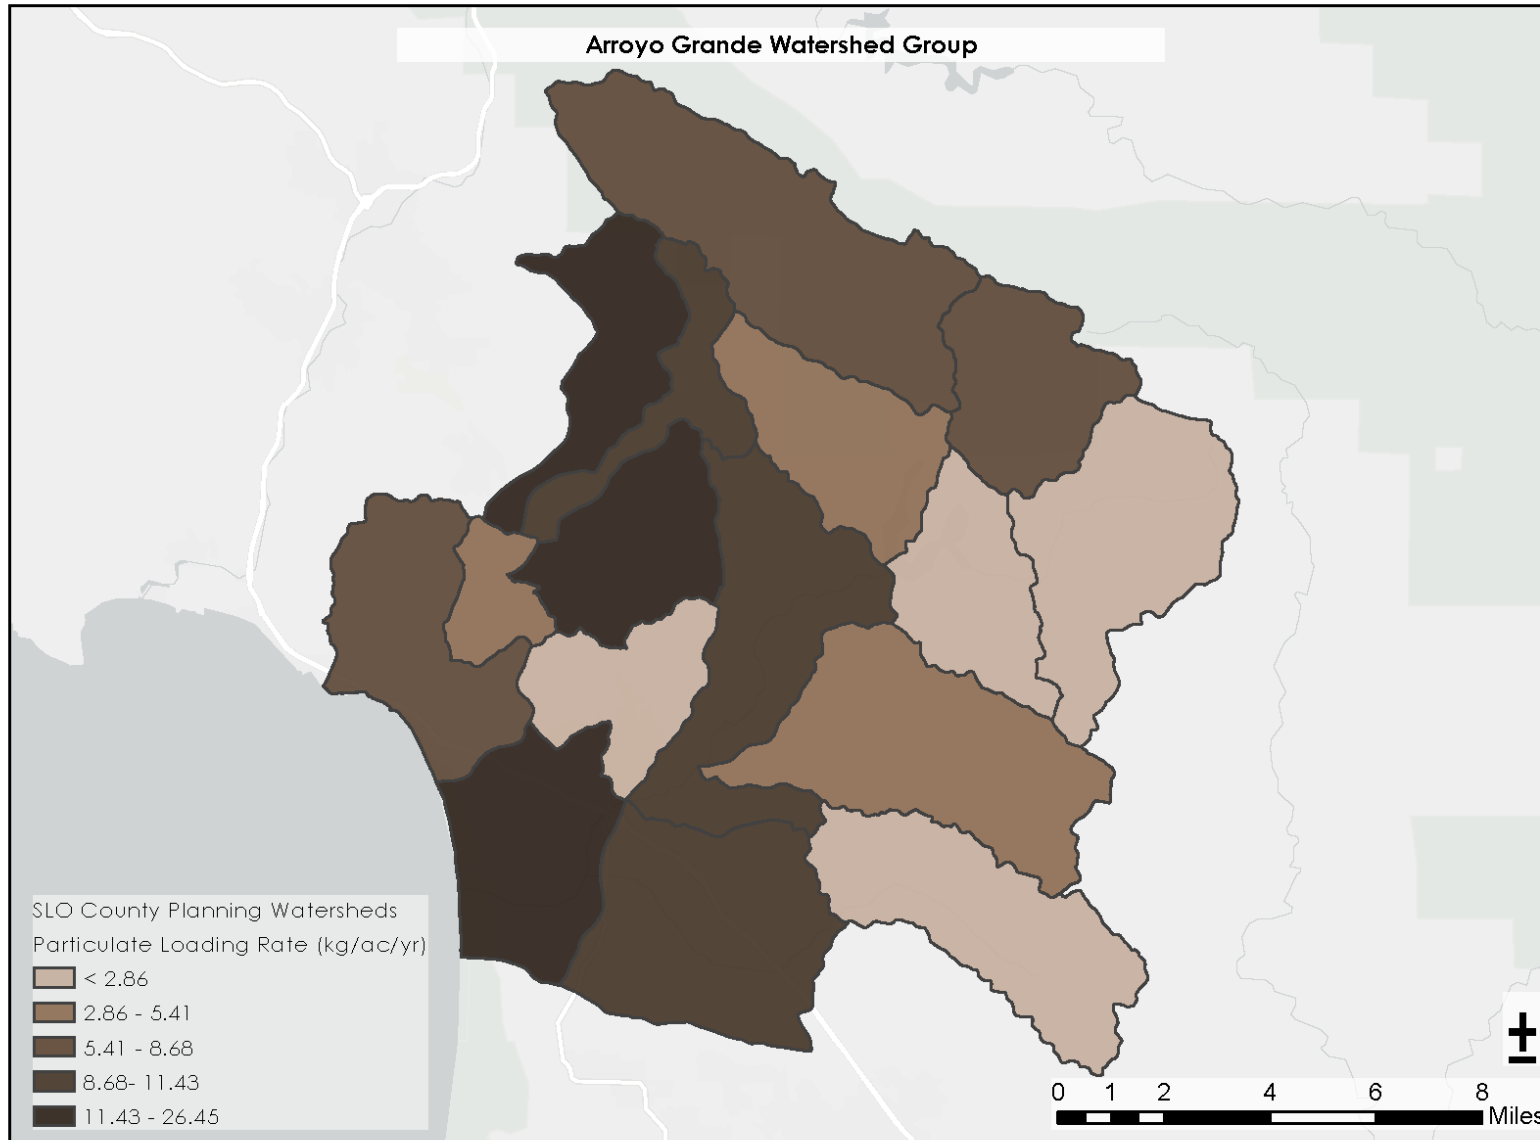 Arroyo Grande Watershed Group
SLO County Planning Watersheds
Particulate Loading Rate (kg/ac/yr)
< 2.86
2.86 - 5.41
5.41 - 8.68
8.68- 11.43
11.43 - 26.45
0 1 2 4 6 8
Miles